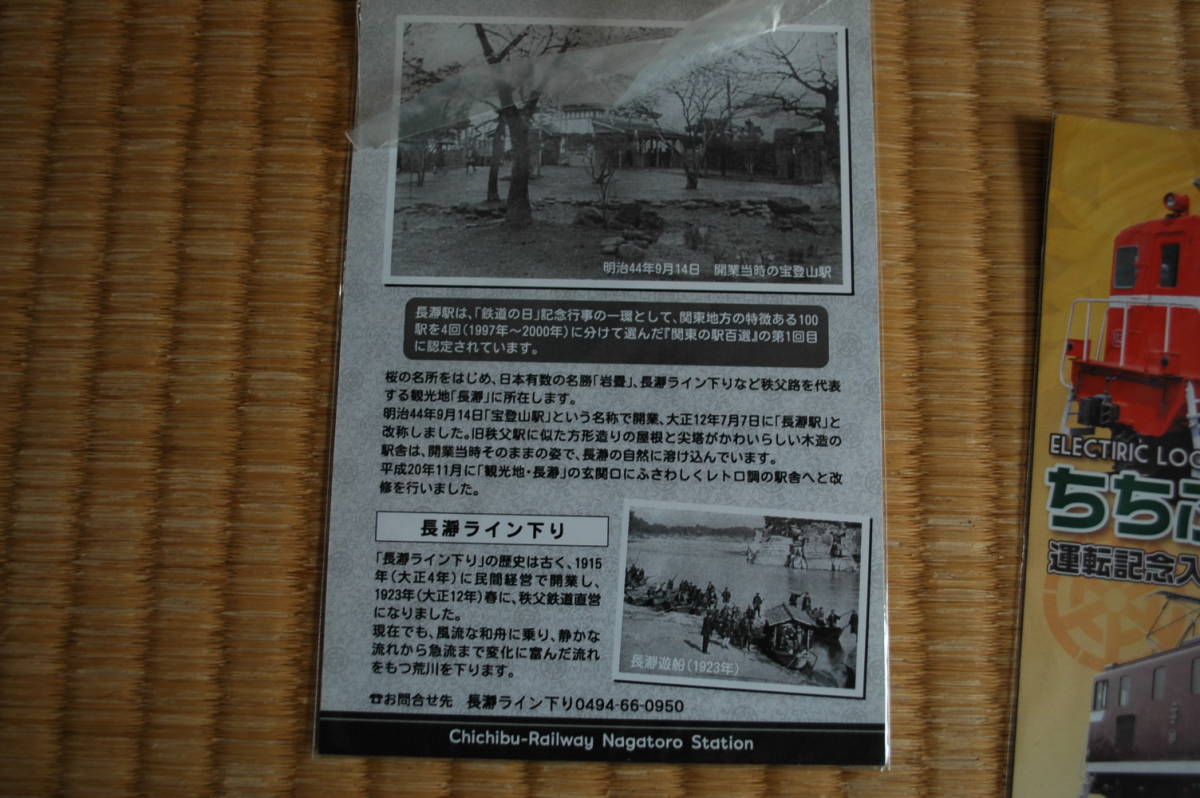 明治44年9月14日　開業当時の宝登山駅
長瀞駅は、「鉄道の日」記念行事の一環として、関東地方の特徴ある100
駅を4回(1997年～2000年)に分けて選んだ『関東の駅百選』の第1回目
に認定されています。
桜の名所をはじめ、日本有数の名勝「岩畳」、長瀞ライン下りなど秩父路を代表
する観光地「長瀞」に所在します。
明治44年9月14日「宝登山駅」という名称で開業、大正12年7月7日に「長瀞駅」と
改称しました。旧秩父駅に似た方形造りの屋根と尖塔がかわいらしい木造の
駅舎は、開業当時そのままの姿で、長瀞の自然に溶け込んでいます。
平成20年11月に「観光地・長瀞」の玄関口にふさわしくレトロ調の駅舎へと改
修を行いました。
長瀞ライン下り
「長瀞ライン下り」の歴史は古く、1915
年(大正4年)に民間経営で開業し、
1923年(大正12年)春に、秩父鉄道直営
になりました。
現在でも、風流な和舟に乗り、静かな
流れから急流まで変化に富んだ流れ
をもつ荒川を下ります。
長瀞遊船(1923年)
☎お問合せ先　長瀞ライン下り0494-66-0950
Chichibu-Railway Nagatoro Station
ELECTIRIC LOC
ちちぶ
運転記念入